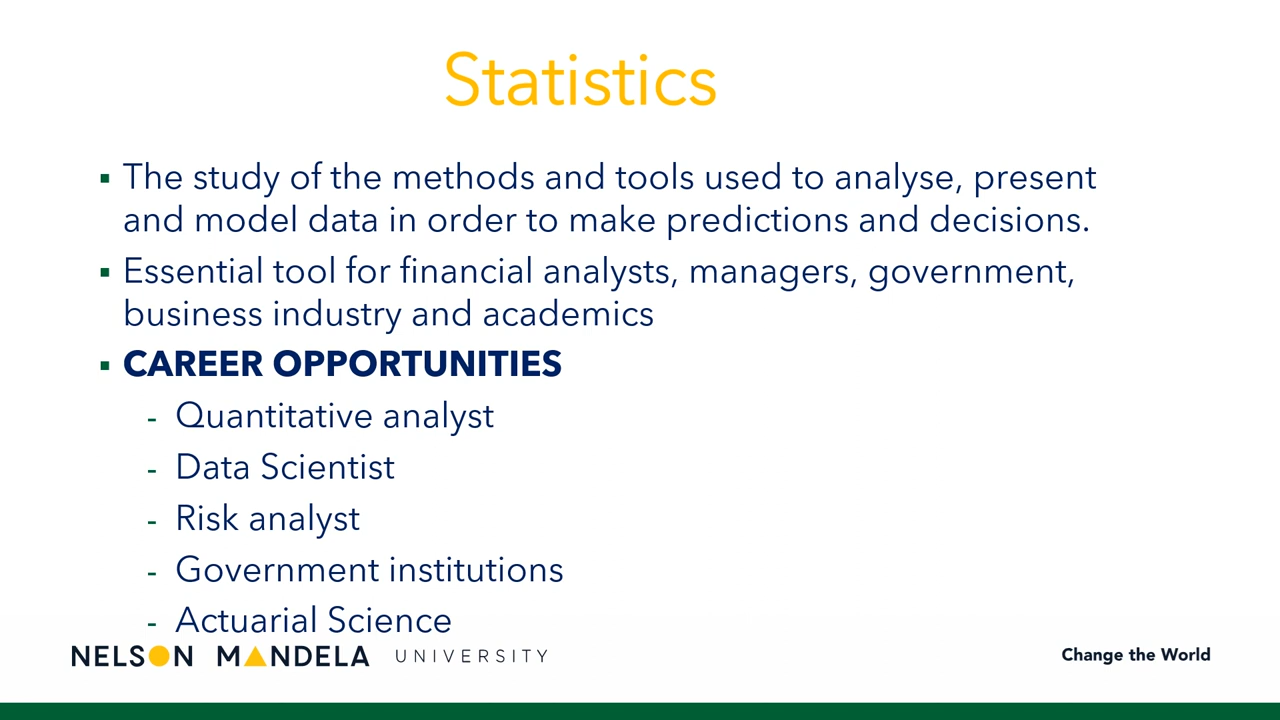 Statistics
▪ The study of the methods and tools used to analyse, present
and model data in order to make predictions and decisions.
▪ Essential tool for financial analysts, managers, government,
business industry and academics
▪ CAREER OPPORTUNITIES
- Quantitative analyst
- Data Scientist
- Risk analyst
- Government institutions
- Actuarial Science
NELSON MANDELA UNIVERSITY
Change the World